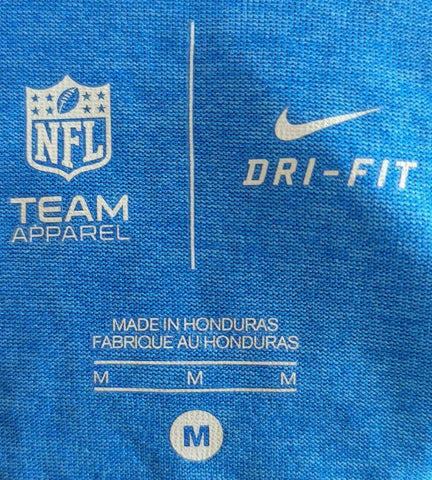 NFL
TEAM
APPAREL
DRI-FIT
MADE IN HONDURAS
FABRIQUE AU HONDURAS
M M M
M